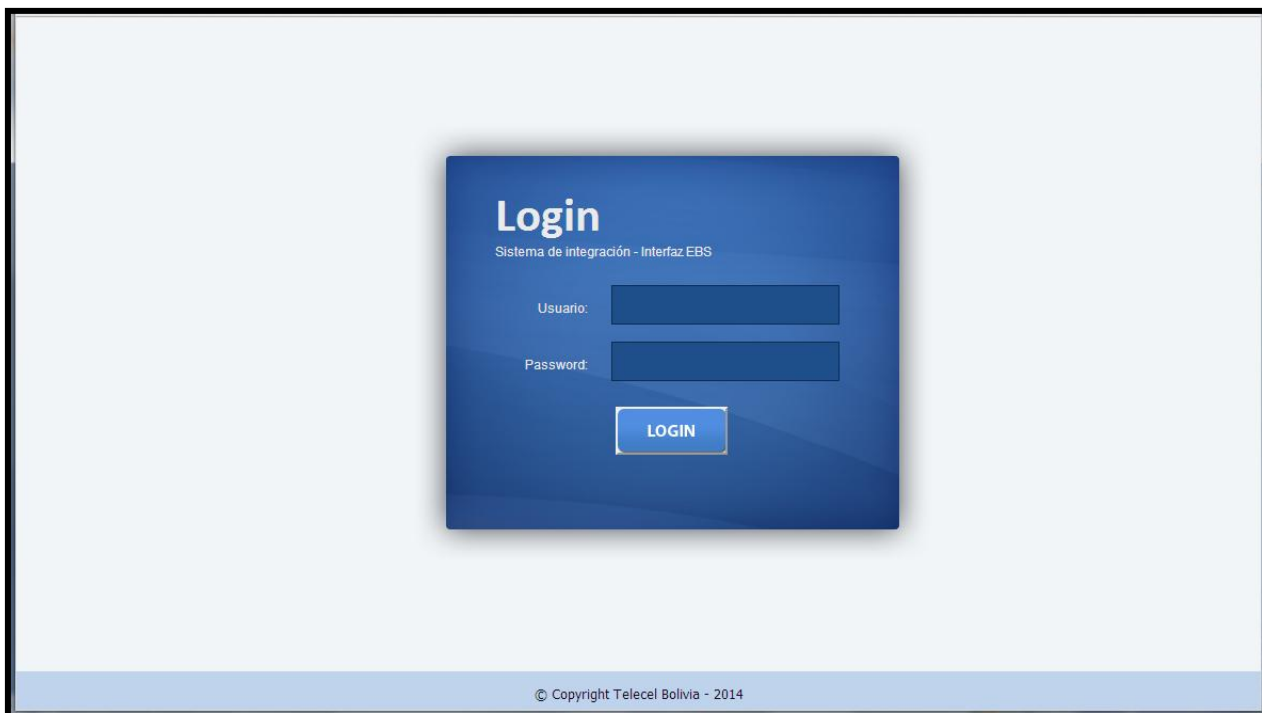 Login
Sistema de integración - Interfaz EBS
Usuario:
Password:
LOGIN
© Copyright Telecel Bolivia - 2014